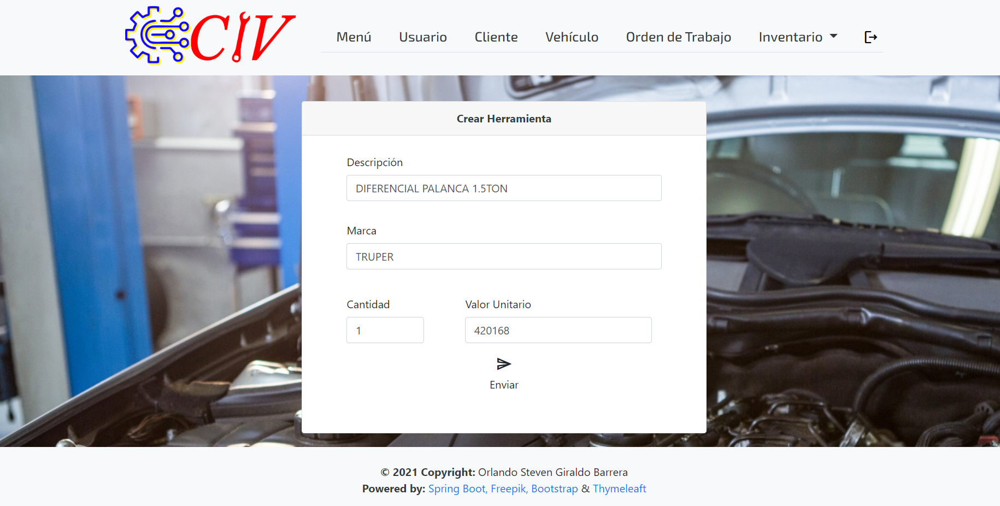 CIV
Menú Usuario Cliente Vehículo Orden de Trabajo Inventario
Crear Herramienta
Descripción
DIFERENCIAL PALANCA 1.5TON
Marca
TRUPER
Cantidad Valor Unitario
1 420168
Enviar
© 2021 Copyright: Orlando Steven Giraldo Barrera
Powered by: Spring Boot, Freepik, Bootstrap & Thymeleaft